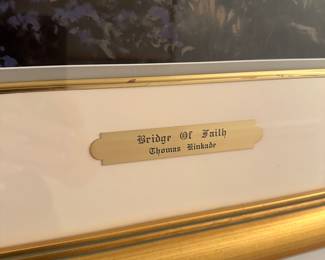 Bridge Of Faith
Thomas Kinkade